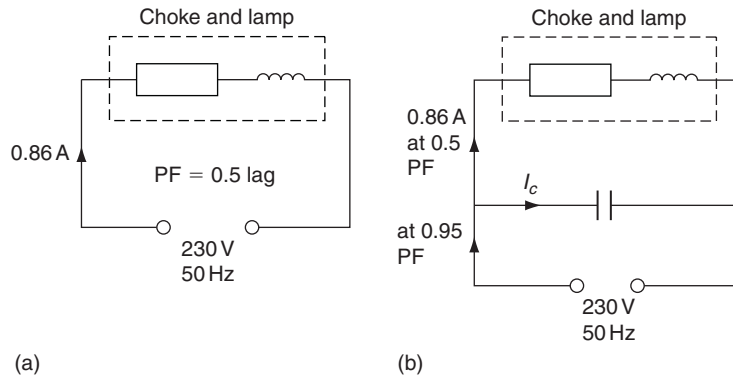 Choke and lamp
0.86 A
PF = 0.5 lag
230 V
50 Hz
(a)
Choke and lamp
0.86 A
at 0.5
PF
Ic
at 0.95
PF
230 V
50 Hz
(b)